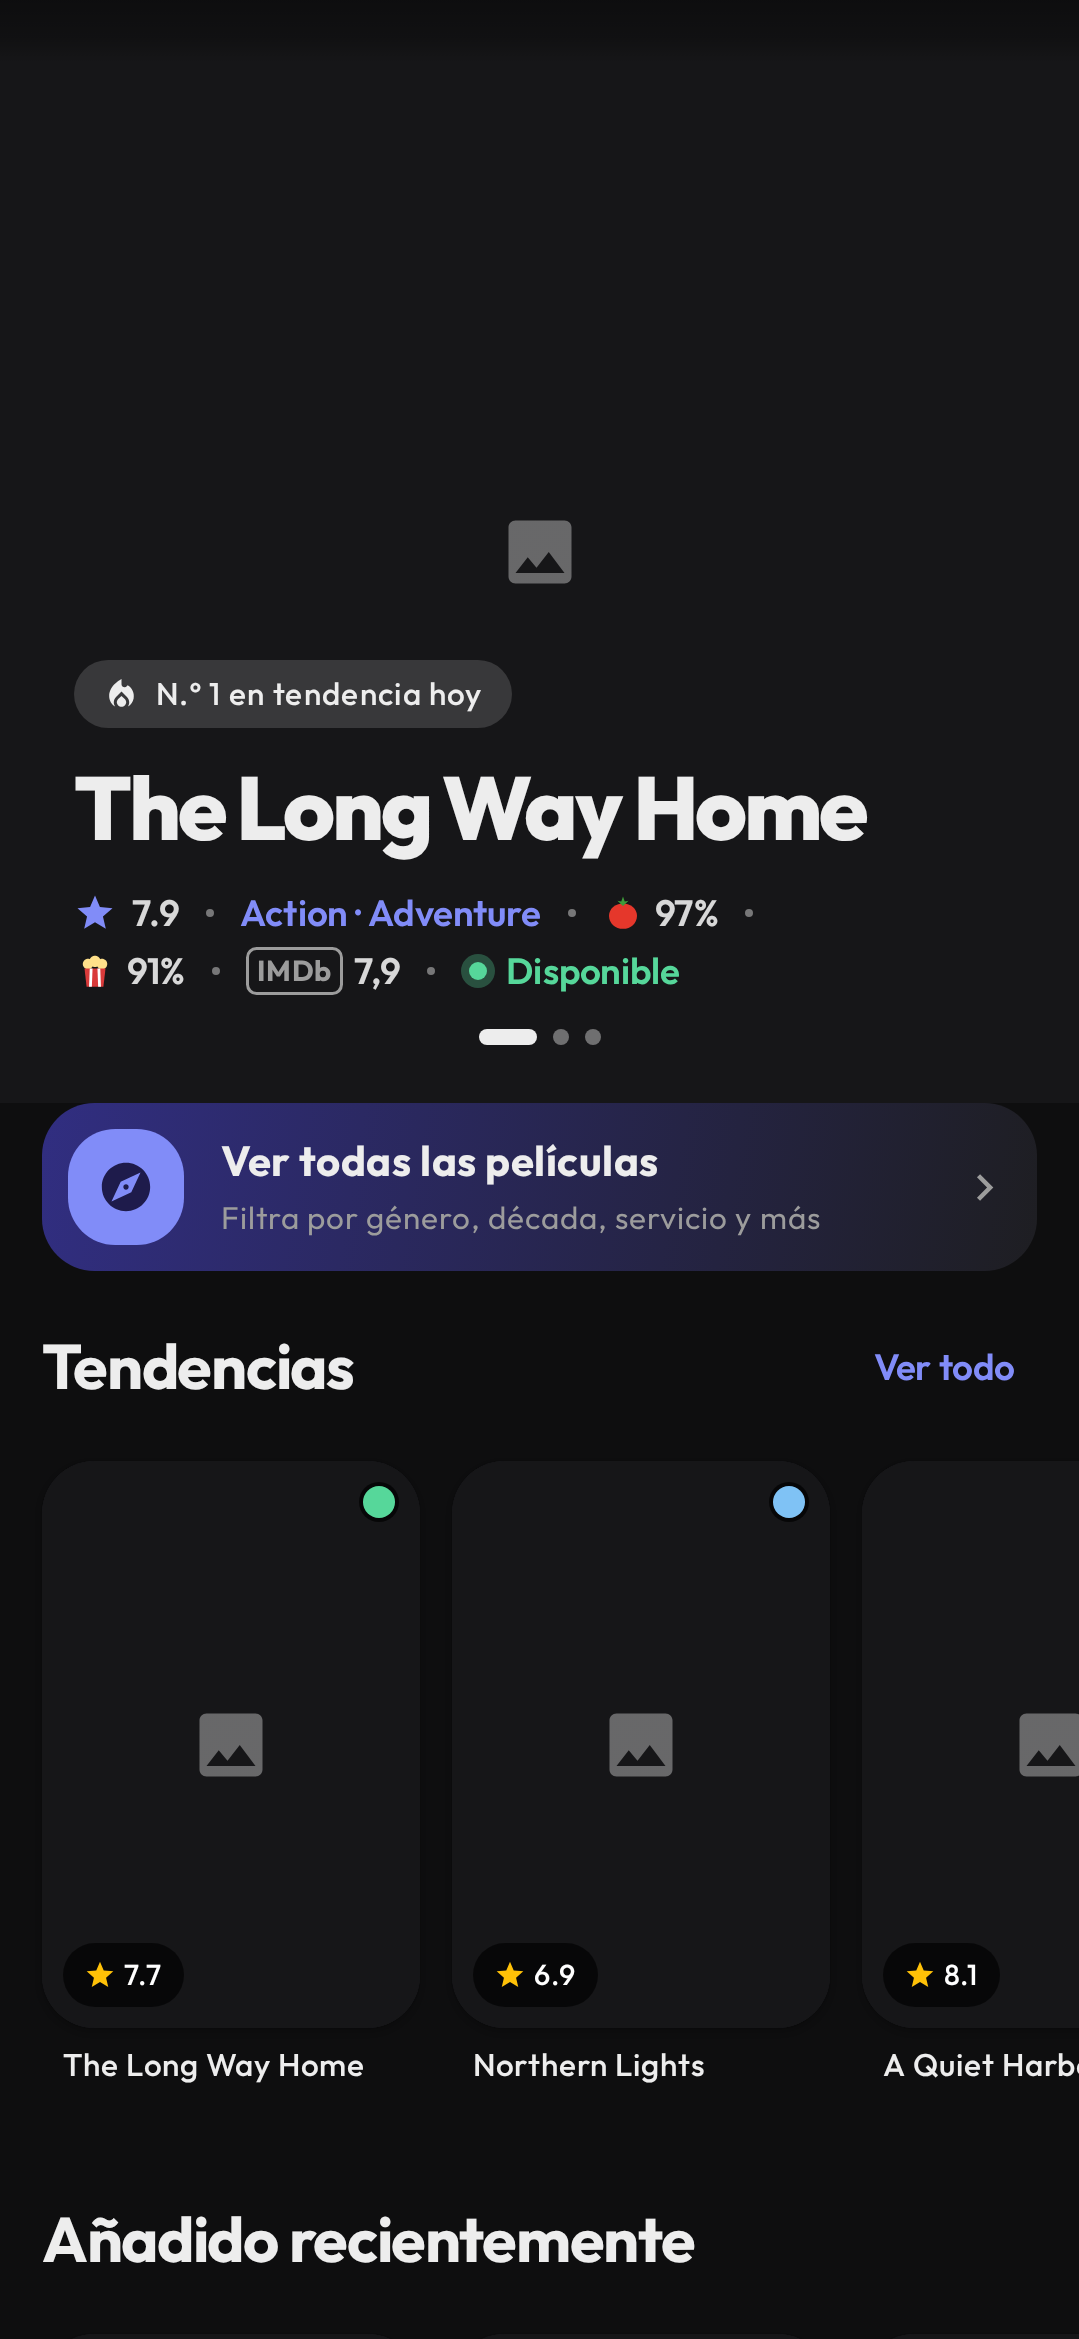 N.º 1 en tendencia hoy
The Long Way Home
7.9 • Action · Adventure • 97% •
91% • IMDb 7,9 • Disponible
Ver todas las películas
Filtra por género, década, servicio y más
Tendencias
Ver todo
7.7
6.9
8.1
The Long Way Home
Northern Lights
A Quiet
Añadido recientemente